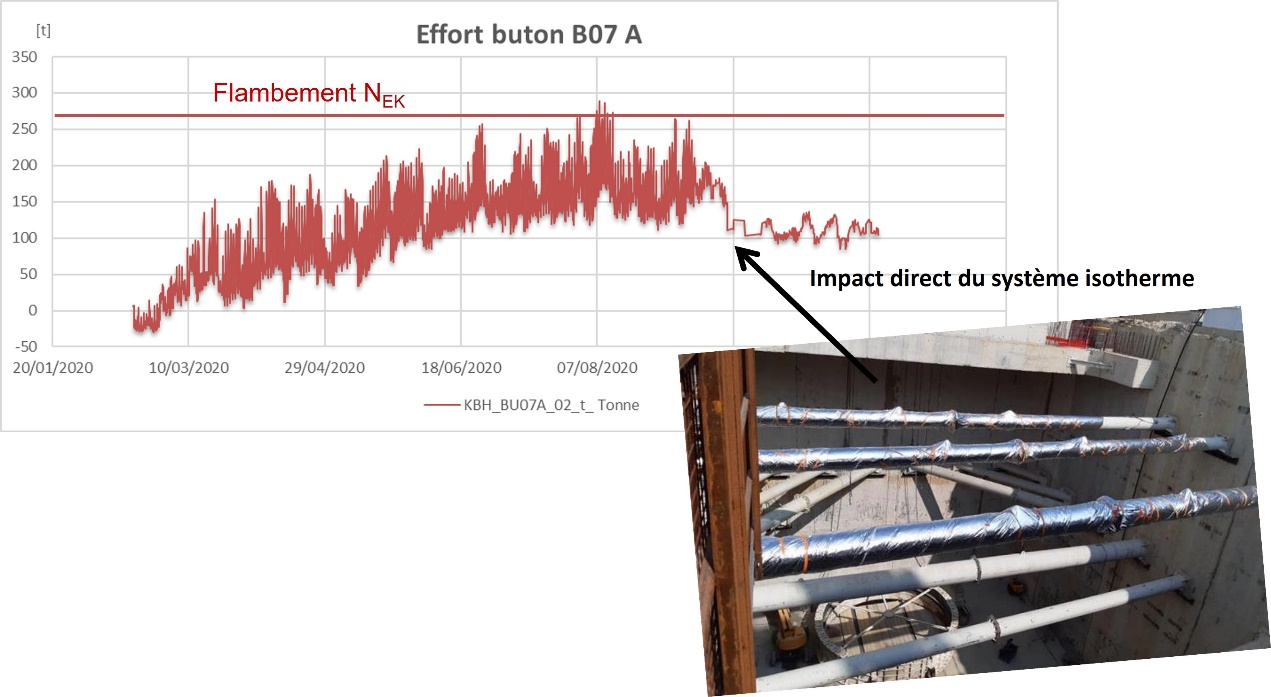 [t]
Effort buton B07 A
350
300
Flambement NEK
250
200
150
100
50
0
-50
Impact direct du système isotherme
20/01/2020 10/03/2020 29/04/2020 18/06/2020 07/08/2020
KBH_BU07A_02_t_ Tonne